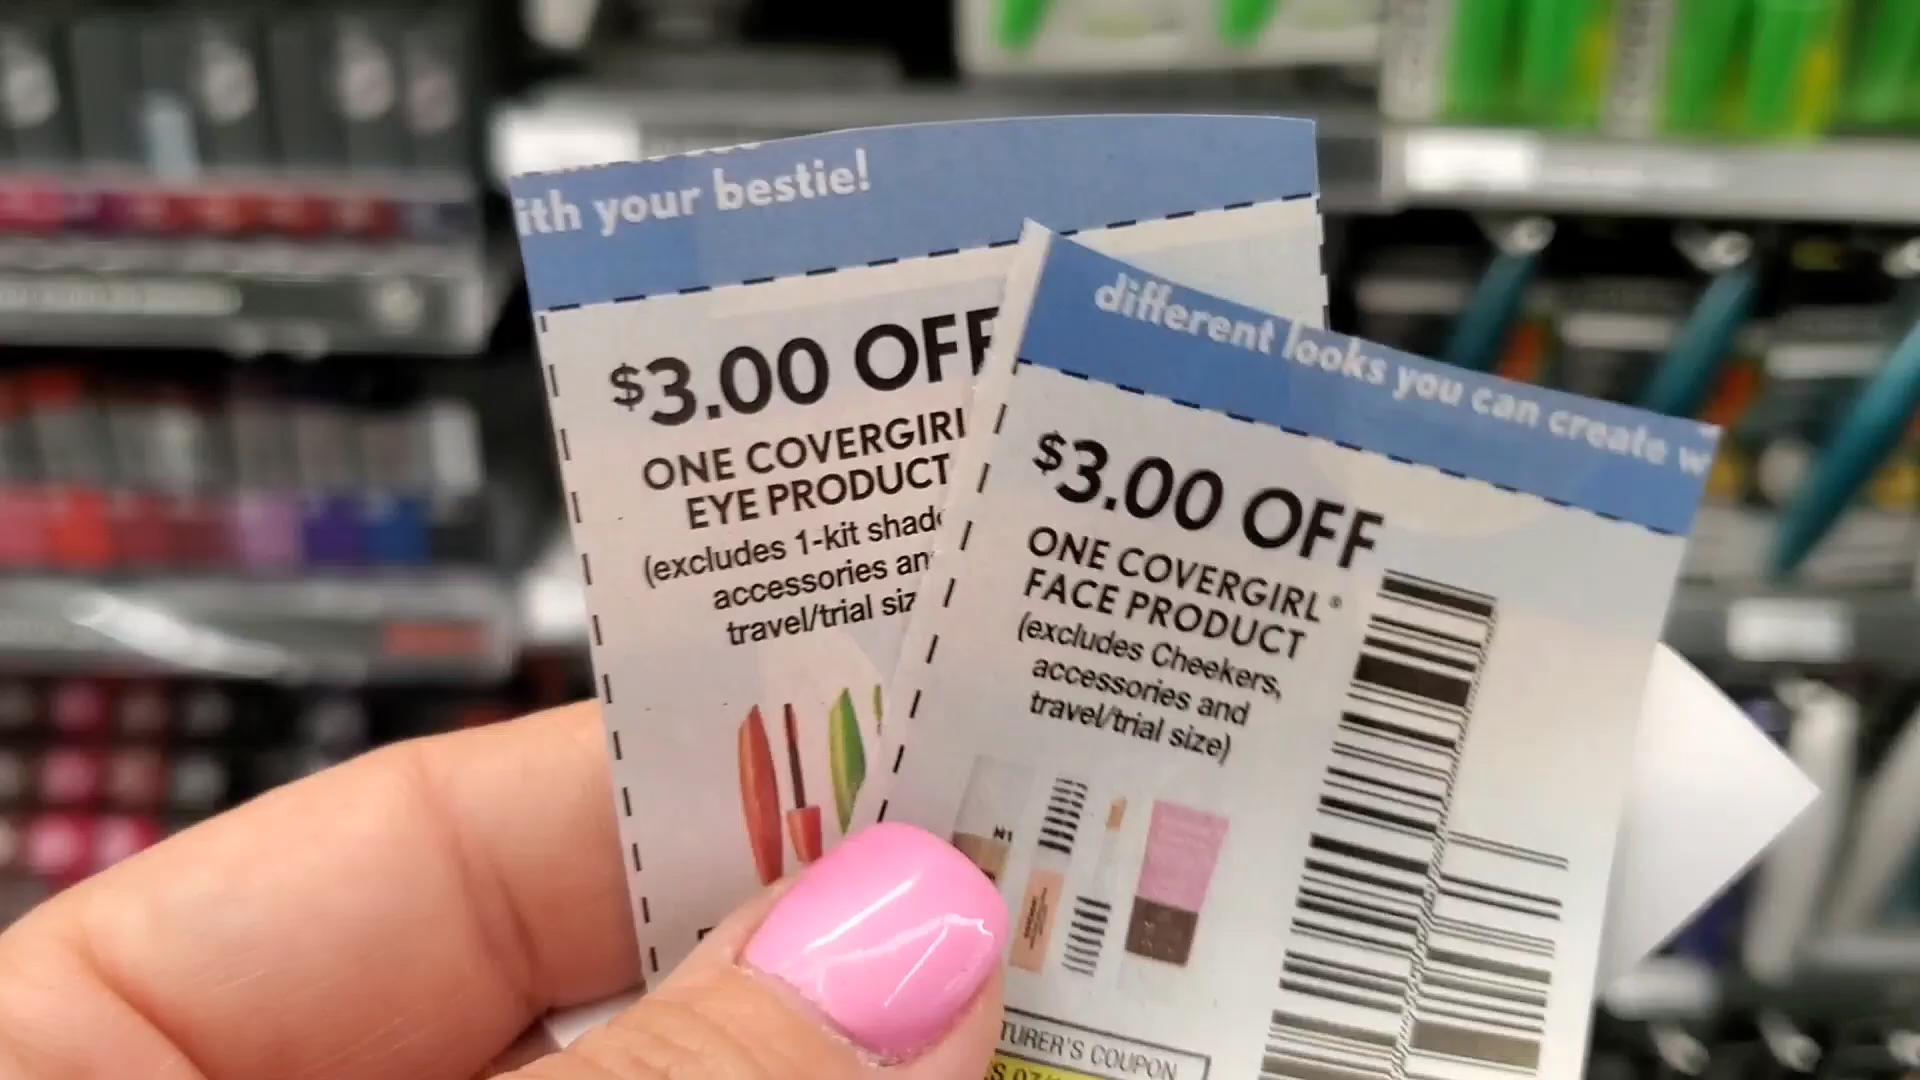 ith your bestie!
$3.00 OFF
ONE COVERGIRL
EYE PRODUCT
(excludes 1-kit shad
accessories an
travel/trial siz
different looks you can create w
$3.00 OFF
ONE COVERGIRL®
FACE PRODUCT
(excludes Cheekers,
accessories and
travel/trial size)
N1
TURER'S COUPON